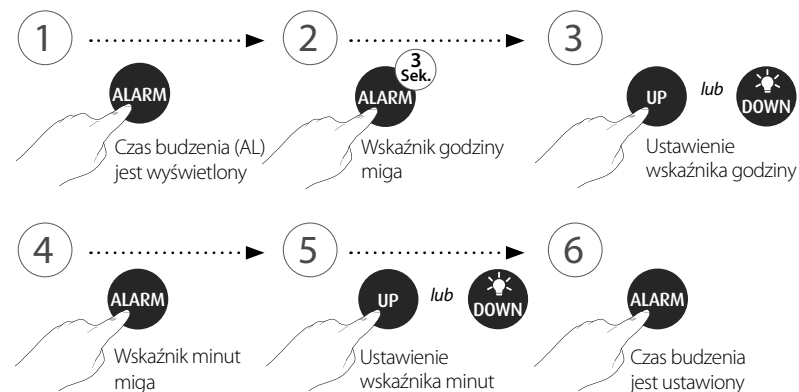 1
ALARM
Czas budzenia (AL)
jest wyświetlony
2
3
Sek.
ALARM
Wskaźnik godziny
miga
3
UP lub DOWN
Ustawienie
wskaźnika godziny
4
ALARM
Wskaźnik minut
miga
5
UP lub DOWN
Ustawienie
wskaźnika minut
6
ALARM
Czas budzenia
jest ustawiony